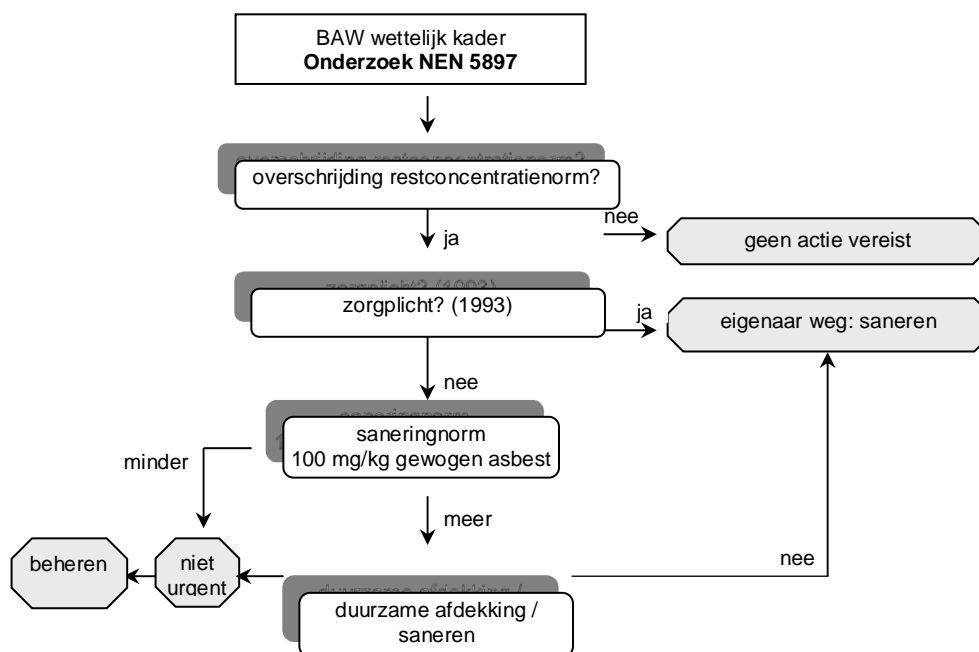 BAW wettelijk kader
Onderzoek NEN 5897
overschrijding restconcentratienorm?
nee
ja
geen actie vereist
zorgplicht? (1993)
ja
eigenaar weg: saneren
nee
saneringnorm
100 mg/kg gewogen asbest
minder
meer
nee
beheren
niet
urgent
duurzame afdekking /
saneren